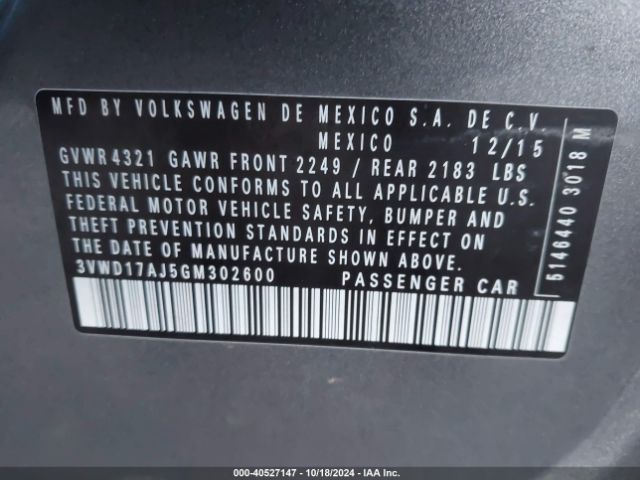 MFD BY VOLKSWAGEN DE MEXICO S.A. DE C.V.
MEXICO 12/15
GVWR 4321 GAWR FRONT 2249 / REAR 2183 LBS
THIS VEHICLE CONFORMS TO ALL APPLICABLE U.S.
FEDERAL MOTOR VEHICLE SAFETY, BUMPER AND
THEFT PREVENTION STANDARDS IN EFFECT ON
THE DATE OF MANUFACTURE SHOWN ABOVE.
3VWD17AJ5GM302600 PASSENGER CAR
5146440 3018 M
000-40527147 - 10/18/2024 - IAA Inc.